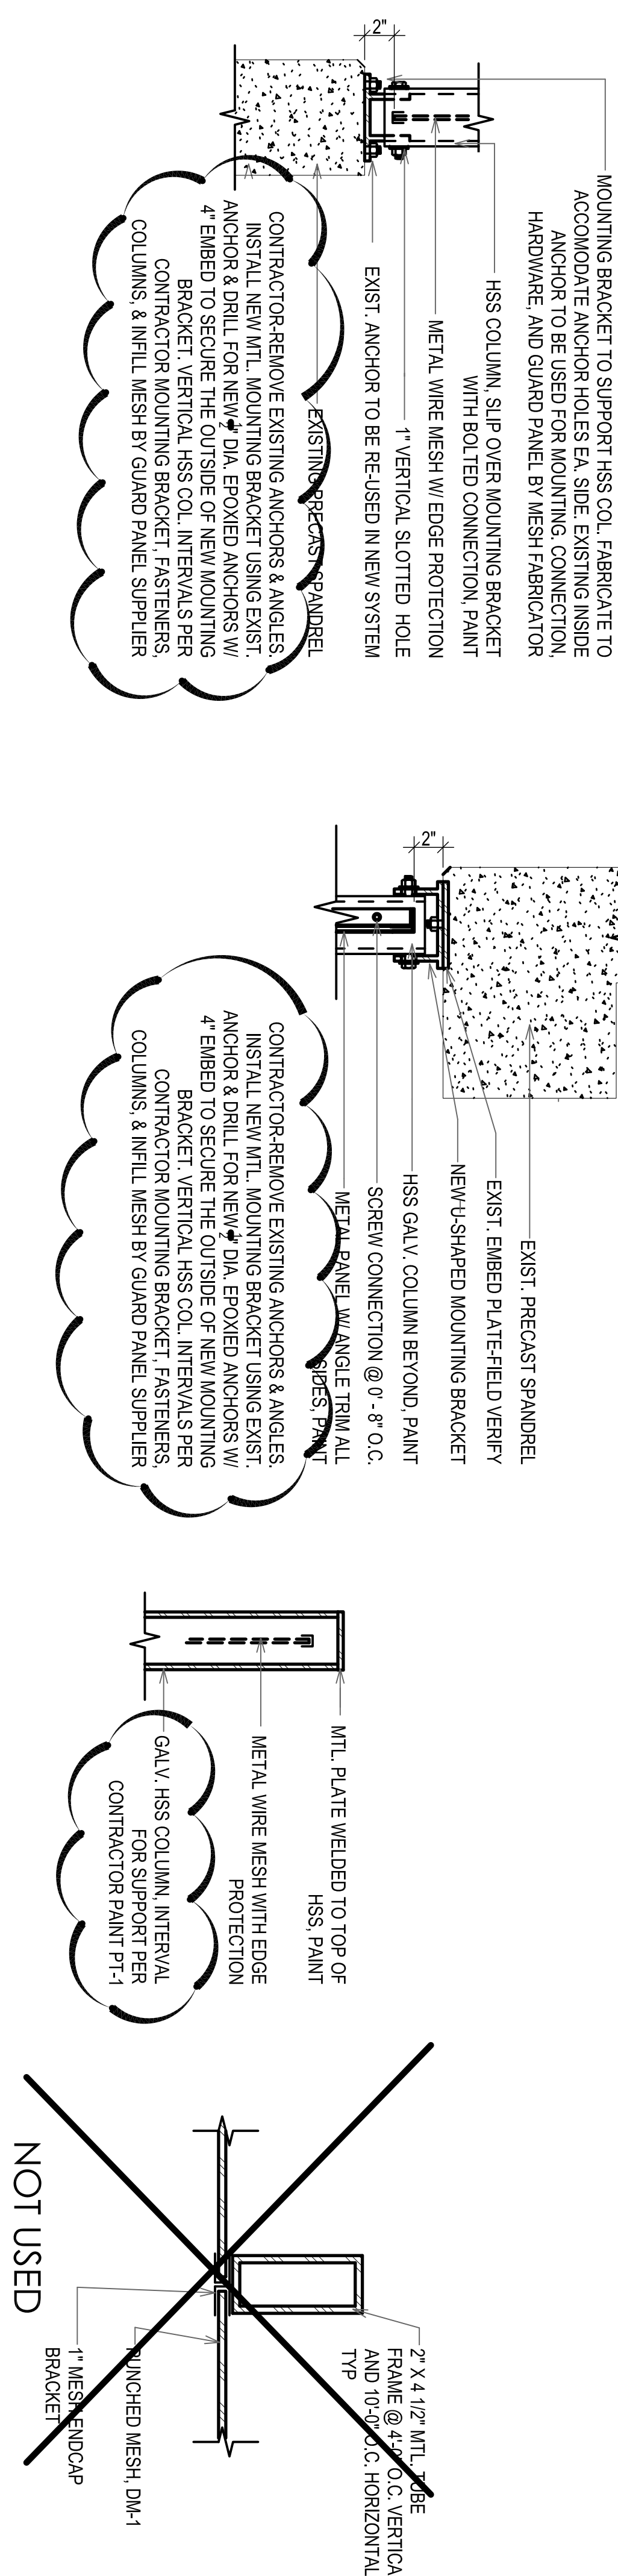 2"
MOUNTING BRACKET TO SUPPORT HSS COL. FABRICATE TO
ACCOMODATE ANCHOR HOLES EA. SIDE. EXISTING INSIDE
ANCHOR TO BE USED FOR MOUNTING. CONNECTION,
HARDWARE, AND GUARD PANEL BY MESH FABRICATOR
HSS COLUMN, SLIP OVER MOUNTING BRACKET
WITH BOLTED CONNECTION, PAINT
METAL WIRE MESH W/ EDGE PROTECTION
1" VERTICAL SLOTTED HOLE
EXIST. ANCHOR TO BE RE-USED IN NEW SYSTEM
EXISTING PRECAST SPANDREL
CONTRACTOR-REMOVE EXISTING ANCHORS & ANGLES.
INSTALL NEW MTL. MOUNTING BRACKET USING EXIST.
ANCHOR & DRILL FOR NEW 1/2" DIA. EPOXIED ANCHORS W/
4" EMBED TO SECURE THE OUTSIDE OF NEW MOUNTING
BRACKET. VERTICAL HSS COL. INTERVALS PER
CONTRACTOR MOUNTING BRACKET, FASTENERS,
COLUMNS, & INFILL MESH BY GUARD PANEL SUPPLIER
2"
EXIST. PRECAST SPANDREL
EXIST. EMBED PLATE-FIELD VERIFY
NEW U-SHAPED MOUNTING BRACKET
HSS GALV. COLUMN BEYOND, PAINT
SCREW CONNECTION @ 0' - 8" O.C.
METAL PANEL W/ ANGLE TRIM ALL
SIDES, PAINT
CONTRACTOR-REMOVE EXISTING ANCHORS & ANGLES.
INSTALL NEW MTL. MOUNTING BRACKET USING EXIST.
ANCHOR & DRILL FOR NEW 1/2" DIA. EPOXIED ANCHORS W/
4" EMBED TO SECURE THE OUTSIDE OF NEW MOUNTING
BRACKET. VERTICAL HSS COL. INTERVALS PER
CONTRACTOR MOUNTING BRACKET, FASTENERS,
COLUMNS, & INFILL MESH BY GUARD PANEL SUPPLIER
MTL. PLATE WELDED TO TOP OF
HSS, PAINT
METAL WIRE MESH WITH EDGE
PROTECTION
GALV. HSS COLUMN, INTERVAL
FOR SUPPORT PER
CONTRACTOR PAINT PT-1
2" X 4 1/2" MTL. TUBE
FRAME @ 4'-0" O.C. VERTICA
AND 10'-0" O.C. HORIZONTAL
TYP
PUNCHED MESH, DM-1
1" MESH ENDCAP
BRACKET
NOT USED